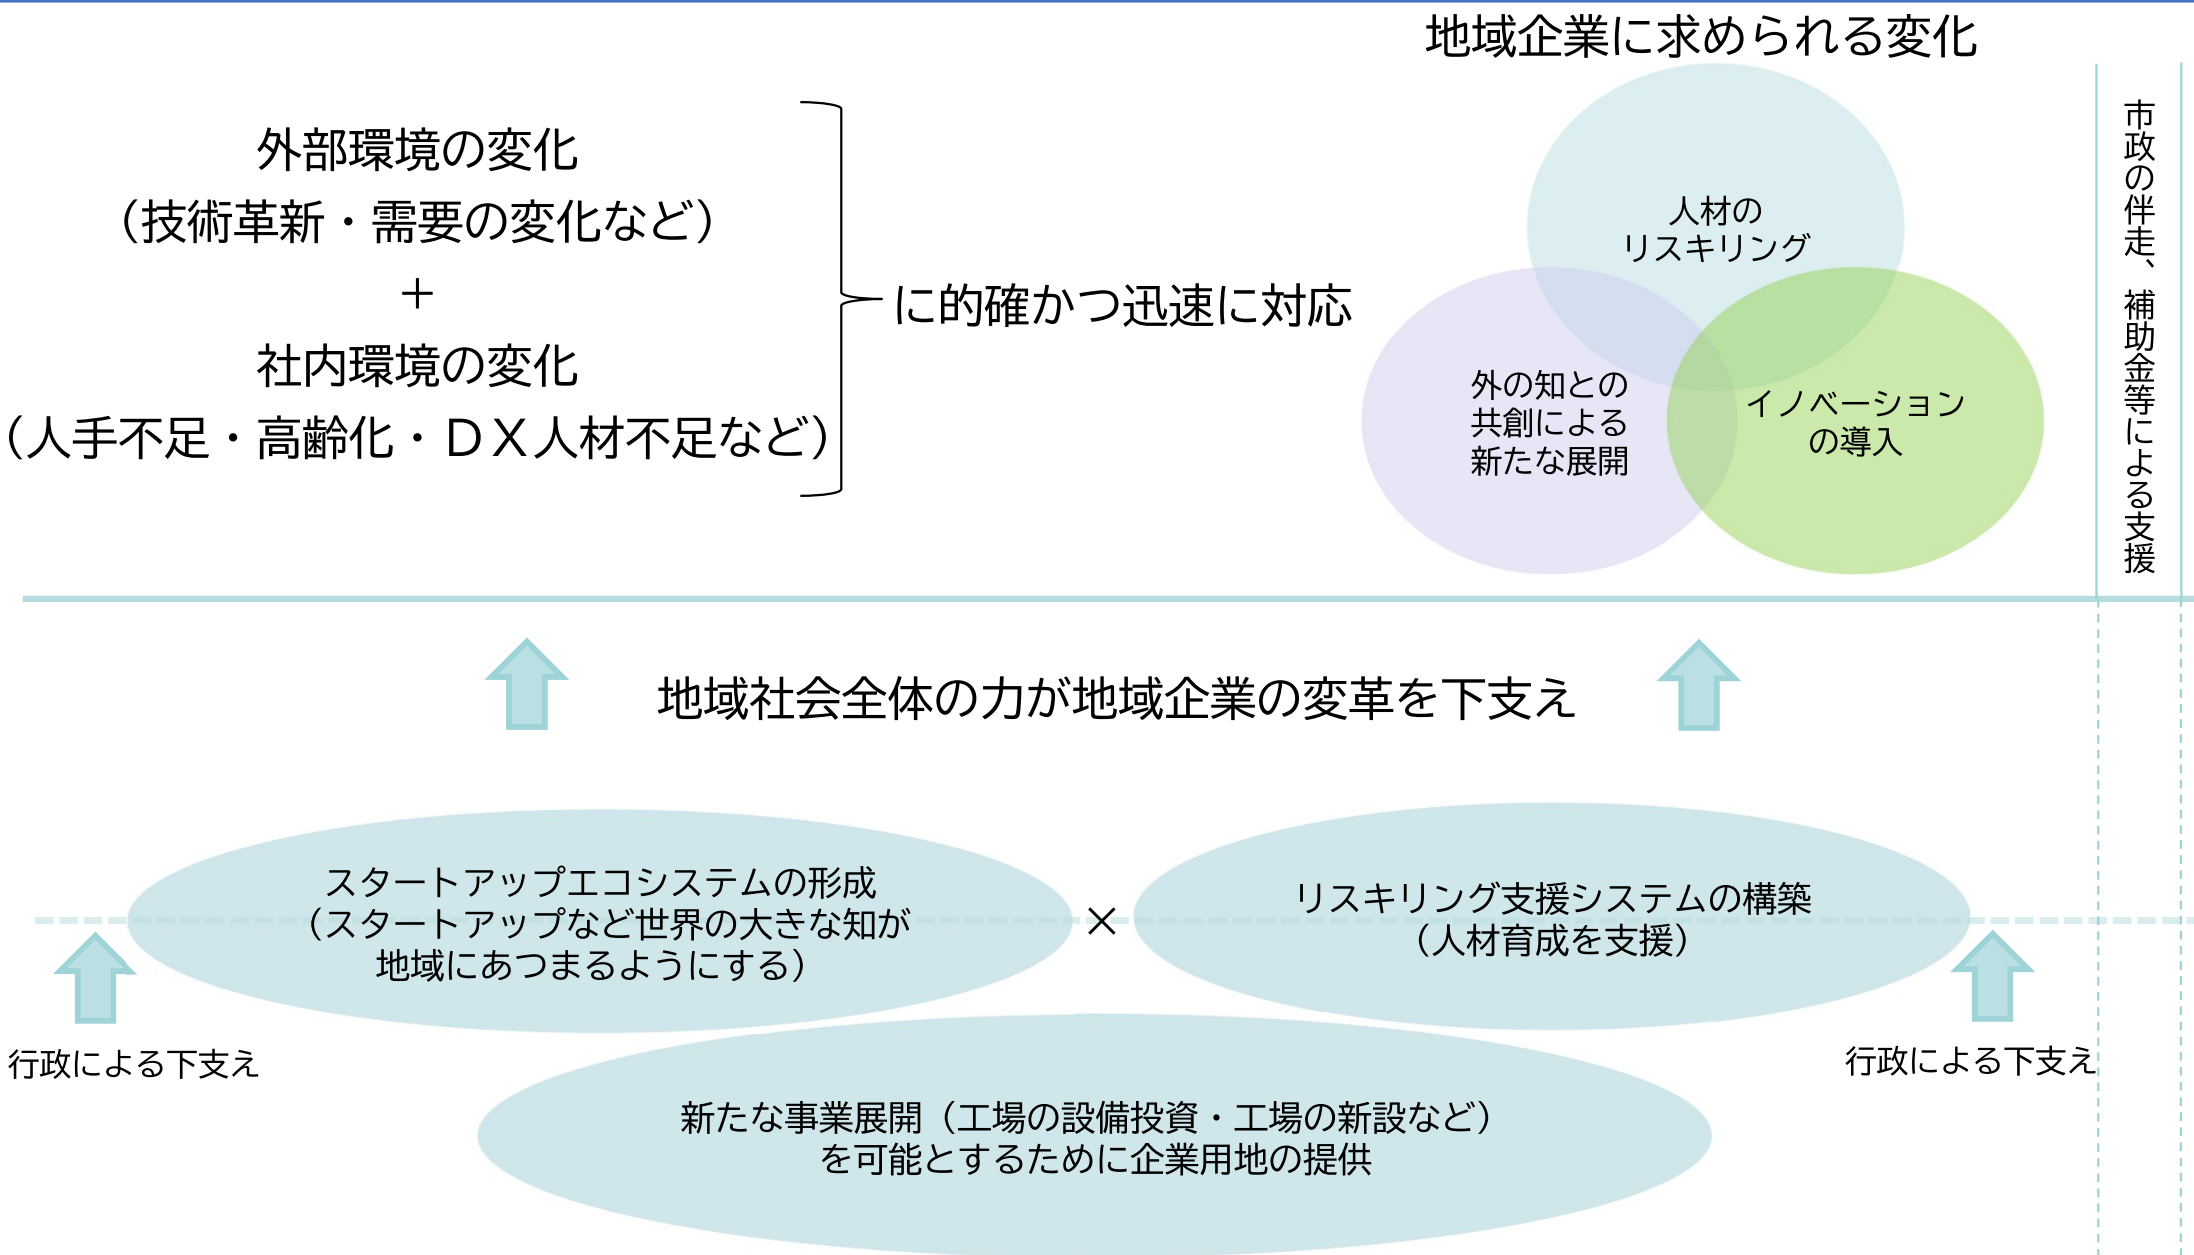 地域企業に求められる変化
外部環境の変化
（技術革新・需要の変化など）
＋
社内環境の変化
（人手不足・高齢化・ＤＸ人材不足など）
に的確かつ迅速に対応
人材の
リスキリング
外の知との
共創による
新たな展開
イノベーション
の導入
市政の伴走、補助金等による支援
地域社会全体の力が地域企業の変革を下支え
スタートアップエコシステムの形成
（スタートアップなど世界の大きな知が
地域にあつまるようにする）
×
リスキリング支援システムの構築
（人材育成を支援）
行政による下支え
行政による下支え
新たな事業展開（工場の設備投資・工場の新設など）
を可能とするために企業用地の提供